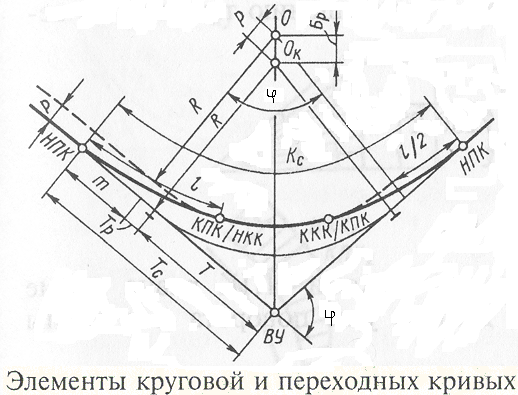 P
O
Бр
Oк
R
R
φ
P
НПК
Kс
l/2
НПК
m
l
КПК/НКК
ККК/КПК
Tр
Tс
T
φ
ВУ
Элементы круговой и переходных кривых